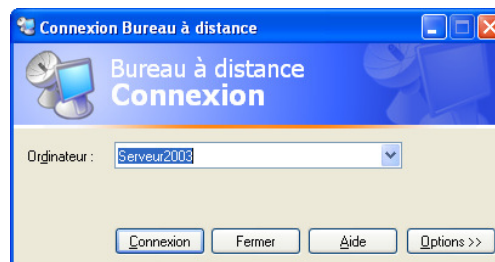 Connexion Bureau à distance
Bureau à distance
Connexion
Ordinateur :
Serveur2003
Connexion
Fermer
Aide
Options >>